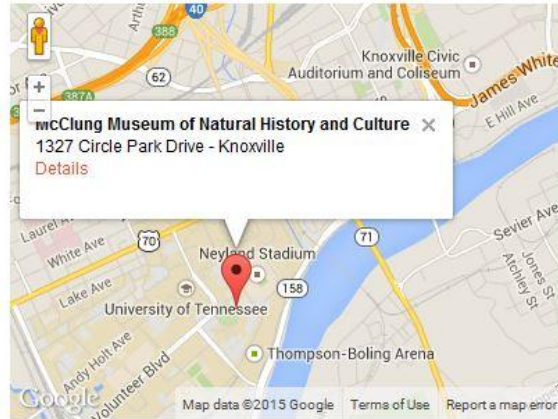 40
Knoxville Civic
Auditorium and Coliseum
62
James White
387A
E Hill Ave
McClung Museum of Natural History and Culture
1327 Circle Park Drive - Knoxville
Details
Laurel Ave
White Ave
70
71
Sevier Ave
Neyland Stadium
Jones St
Atchley St
Lake Ave
158
University of Tennessee
Andy Holt Ave
Volunteer Blvd
Thompson-Boling Arena
Google
Map data ©2015 Google
Terms of Use
Report a map error